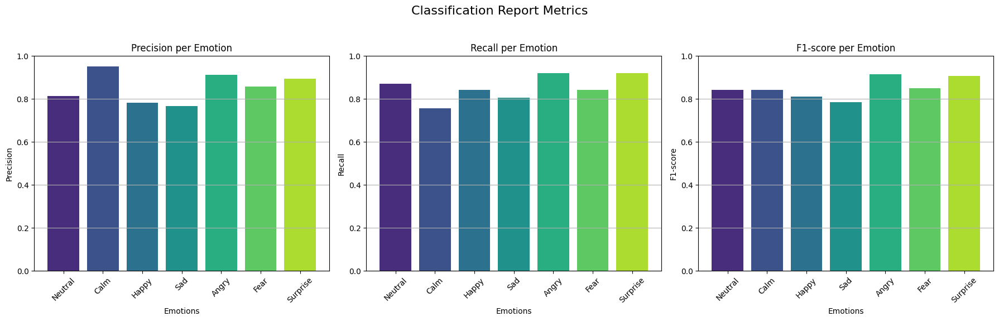 Classification Report Metrics
Precision per Emotion
1.0
0.8
0.6
0.4
0.2
0.0
Precision
Neutral
Calm
Happy
Sad
Angry
Fear
Surprise
Emotions
Recall per Emotion
1.0
0.8
0.6
0.4
0.2
0.0
Recall
Neutral
Calm
Happy
Sad
Angry
Fear
Surprise
Emotions
F1-score per Emotion
1.0
0.8
0.6
0.4
0.2
0.0
F1-score
Neutral
Calm
Happy
Sad
Angry
Fear
Surprise
Emotions